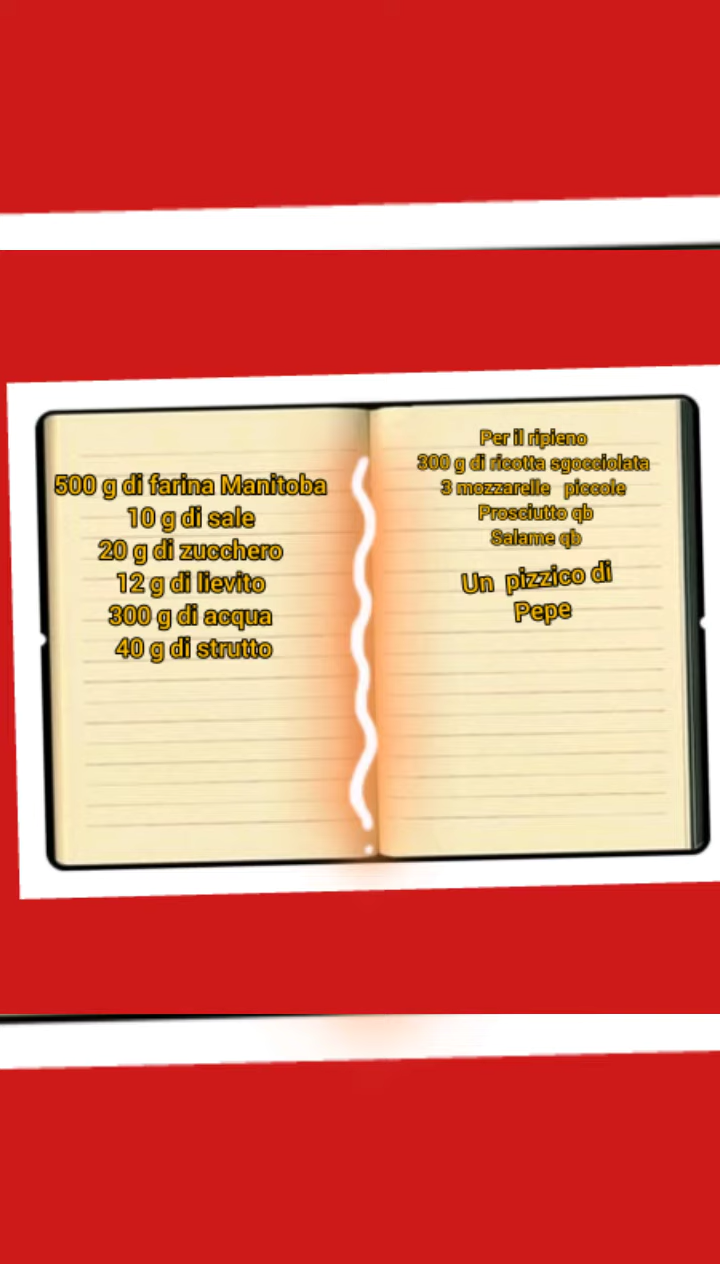 500 g di farina Manitoba
10 g di sale
20 g di zucchero
12 g di lievito
300 g di acqua
40 g di strutto
Per il ripieno
300 g di ricotta sgocciolata
3 mozzarelle piccole
Prosciutto qb
Salame qb
Un pizzico di
Pepe